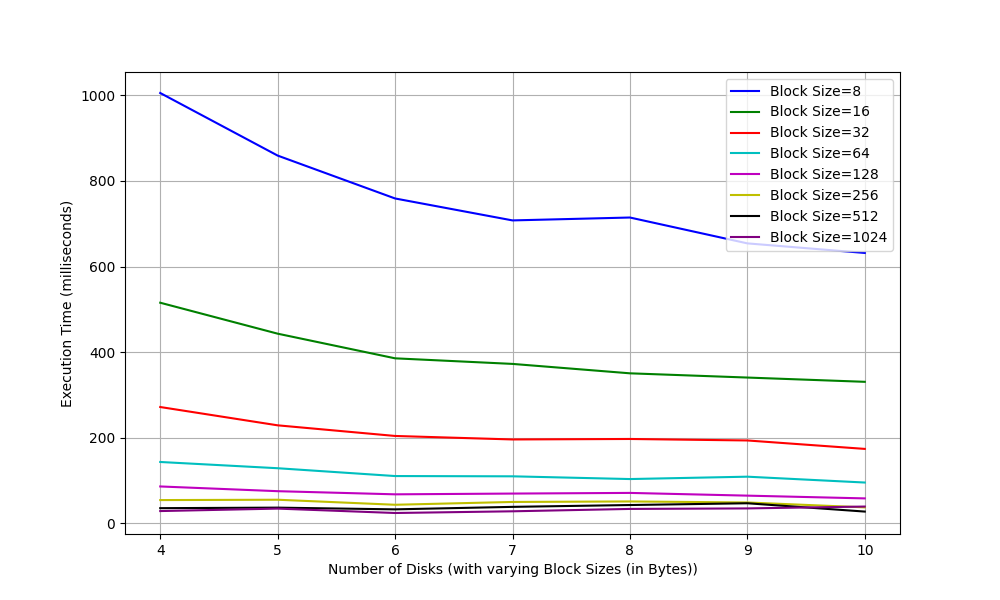 1000
800
600
400
200
0
Execution Time (milliseconds)
Block Size=8
Block Size=16
Block Size=32
Block Size=64
Block Size=128
Block Size=256
Block Size=512
Block Size=1024
4 5 6 7 8 9 10
Number of Disks (with varying Block Sizes (in Bytes))